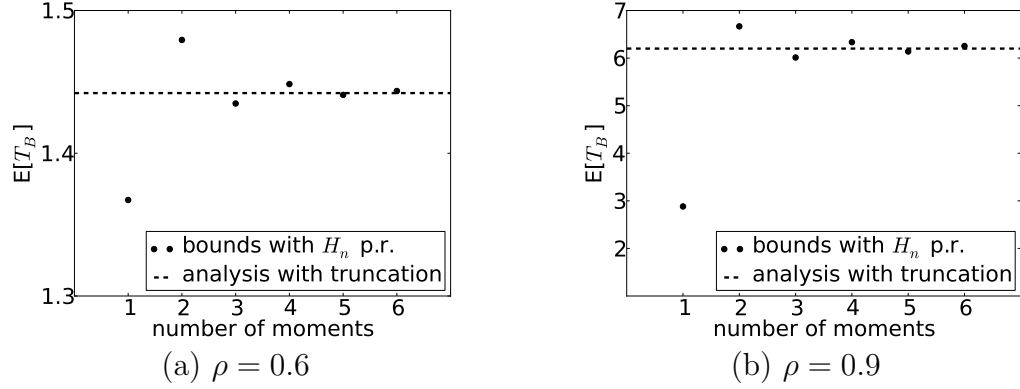 1.5
1.4
1.3
E[T_B]
bounds with H_n p.r.
analysis with truncation
1 2 3 4 5 6
number of moments
(a) ρ = 0.6
7
6
5
4
3
2
E[T_B]
bounds with H_n p.r.
analysis with truncation
1 2 3 4 5 6
number of moments
(b) ρ = 0.9